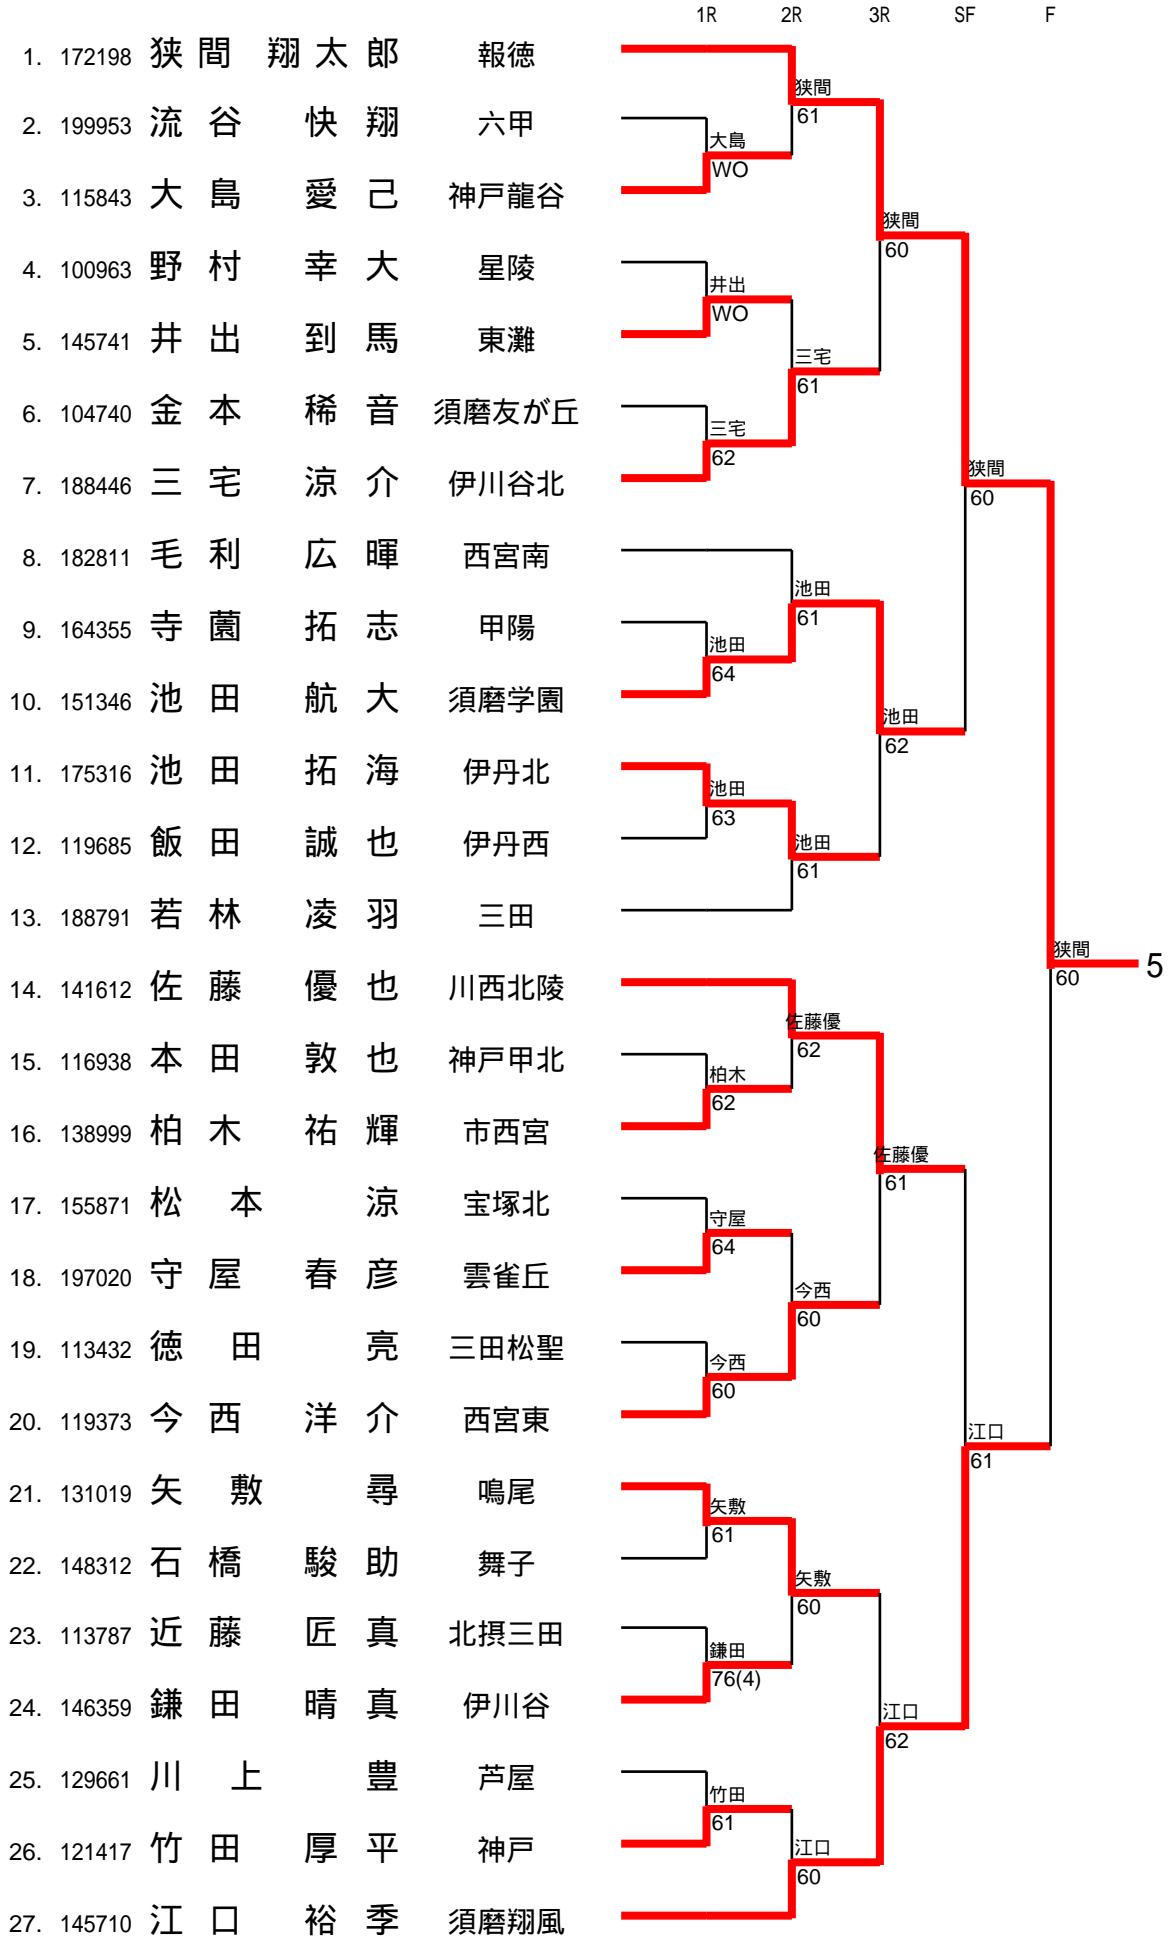 1R 2R 3R SF F
1. 172198 狭間 翔太郎 報徳
狭間
61
2. 199953 流谷 快翔 六甲
大島
WO
3. 115843 大島 愛己 神戸龍谷
狭間
60
4. 100963 野村 幸大 星陵
井出
WO
5. 145741 井出 到馬 東灘
三宅
61
6. 104740 金本 稀音 須磨友が丘
三宅
62
7. 188446 三宅 涼介 伊川谷北
狭間
60
8. 182811 毛利 広暉 西宮南
池田
61
9. 164355 寺薗 拓志 甲陽
池田
64
10. 151346 池田 航大 須磨学園
池田
62
11. 175316 池田 拓海 伊丹北
池田
63
12. 119685 飯田 誠也 伊丹西
池田
61
13. 188791 若林 凌羽 三田
狭間
60
5
14. 141612 佐藤 優也 川西北陵
佐藤優
62
15. 116938 本田 敦也 神戸甲北
柏木
62
16. 138999 柏木 祐輝 市西宮
佐藤優
61
17. 155871 松本 涼 宝塚北
守屋
64
18. 197020 守屋 春彦 雲雀丘
今西
60
19. 113432 徳田 亮 三田松聖
今西
60
20. 119373 今西 洋介 西宮東
江口
61
21. 131019 矢敷 尋 鳴尾
矢敷
61
22. 148312 石橋 駿助 舞子
矢敷
60
23. 113787 近藤 匠真 北摂三田
鎌田
76(4)
24. 146359 鎌田 晴真 伊川谷
江口
62
25. 129661 川上 豊 芦屋
竹田
61
26. 121417 竹田 厚平 神戸
江口
60
27. 145710 江口 裕季 須磨翔風